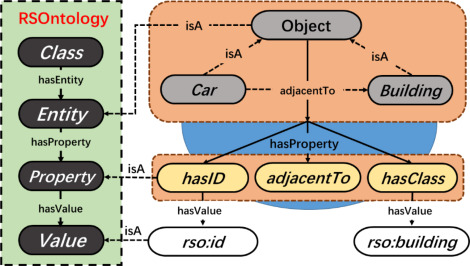 RSOntology
Class
hasEntity
Entity
hasProperty
Property
hasValue
Value
isA
Object
isA
isA
Car
adjacentTo
Building
hasProperty
isA
hasID
adjacentTo
hasClass
hasValue
hasValue
isA
rso:id
rso:building